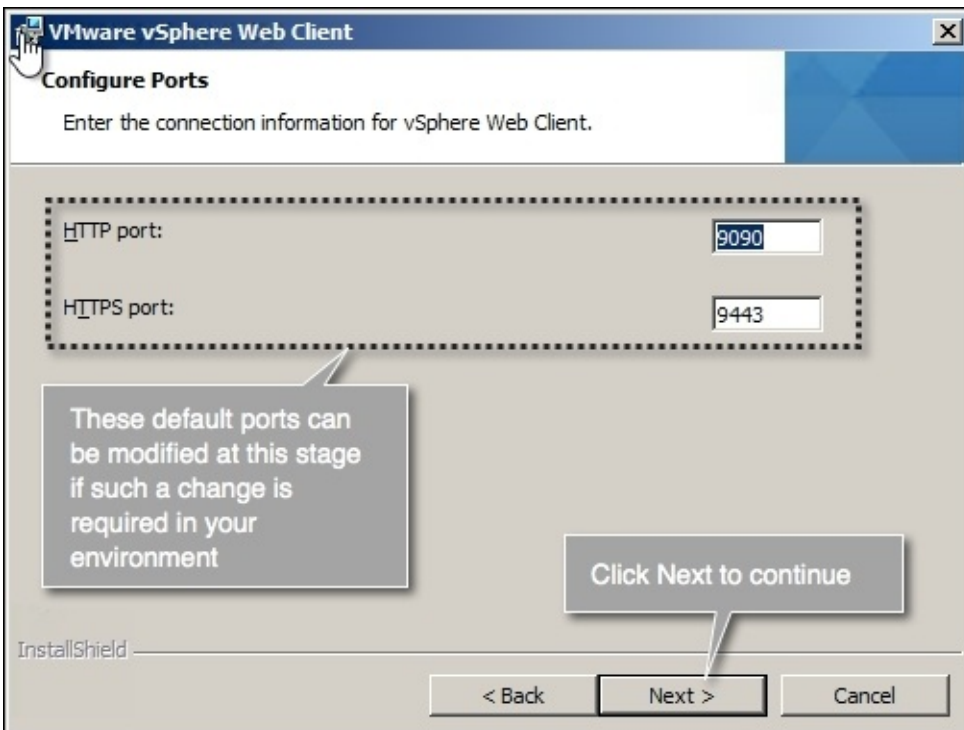 VMware vSphere Web Client
Configure Ports
Enter the connection information for vSphere Web Client.
HTTP port:
9090
HTTPS port:
9443
These default ports can
be modified at this stage
if such a change is
required in your
environment
Click Next to continue
InstallShield
< Back
Next >
Cancel